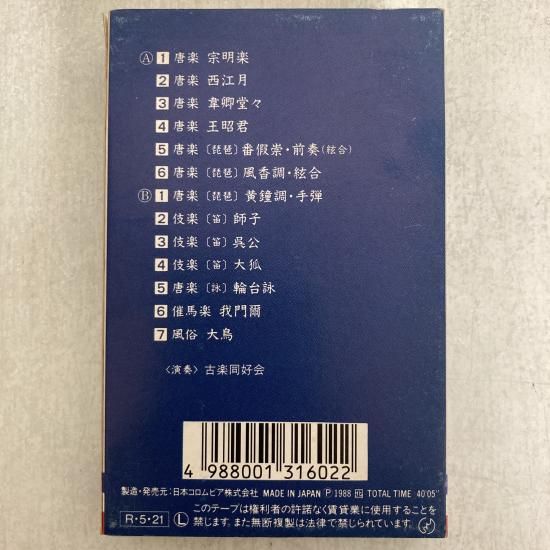 Ⓐ 1 唐楽 宗明楽
2 唐楽 西江月
3 唐楽 韋卿堂々
4 唐楽 王昭君
5 唐楽〔琵琶〕番假崇・前奏(絃合)
6 唐楽〔琵琶〕風香調・絃合
Ⓑ 1 唐楽〔琵琶〕黄鐘調・手弾
2 伎楽〔笛〕師子
3 伎楽〔笛〕呉公
4 伎楽〔笛〕大狐
5 唐楽〔詠〕輪台詠
6 催馬楽 我門爾
7 風俗 大鳥
〈演奏〉古楽同好会
4 988001 316022
製造・発売元:日本コロムビア株式会社 MADE IN JAPAN Ⓟ 1988 TOTAL TIME 40'05"
R・5・21 Ⓛ このテープは権利者の許諾なく賃貸業に使用することを
禁じます。また無断複製は法律で禁じられています。